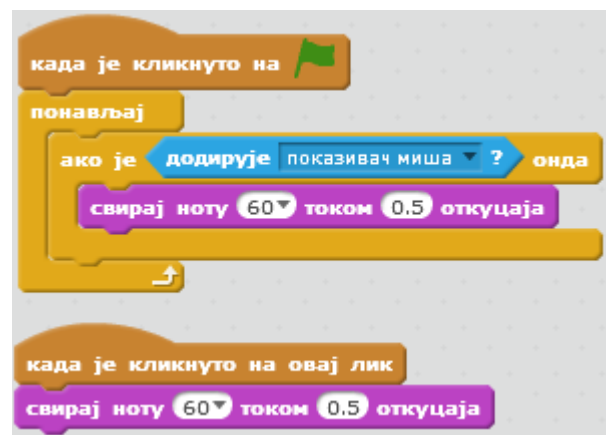 када је кликнуто на
понављај
ако је додирује показивач миша ? онда
свирај ноту 60 током 0.5 откуцаја
када је кликнуто на овај лик
свирај ноту 60 током 0.5 откуцаја